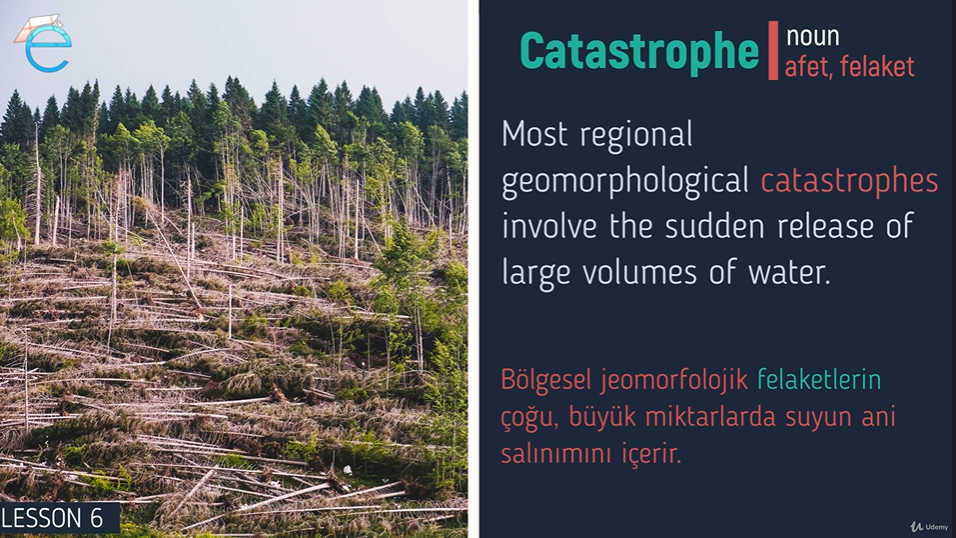 Catastrophe
noun
afet, felaket
Most regional
geomorphological catastrophes
involve the sudden release of
large volumes of water.
Bölgesel jeomorfolojik felaketlerin
çoğu, büyük miktarlarda suyun ani
salınımını içerir.
LESSON 6
Udemy